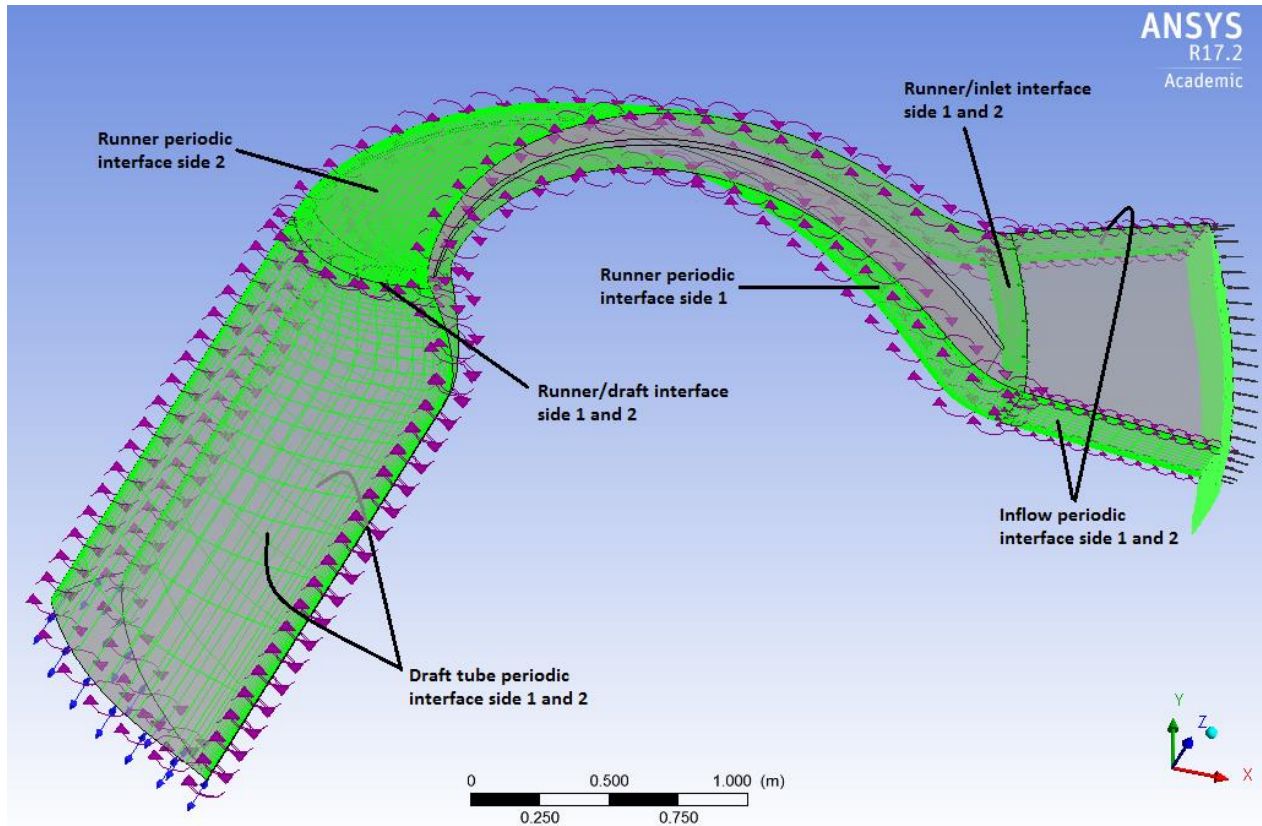 ANSYS
R17.2
Academic
Runner/inlet interface
side 1 and 2
Runner periodic
interface side 2
Runner periodic
interface side 1
Runner/draft interface
side 1 and 2
Inflow periodic
interface side 1 and 2
Draft tube periodic
interface side 1 and 2
0 0.500 1.000 (m)
0.250 0.750
Y
Z
X